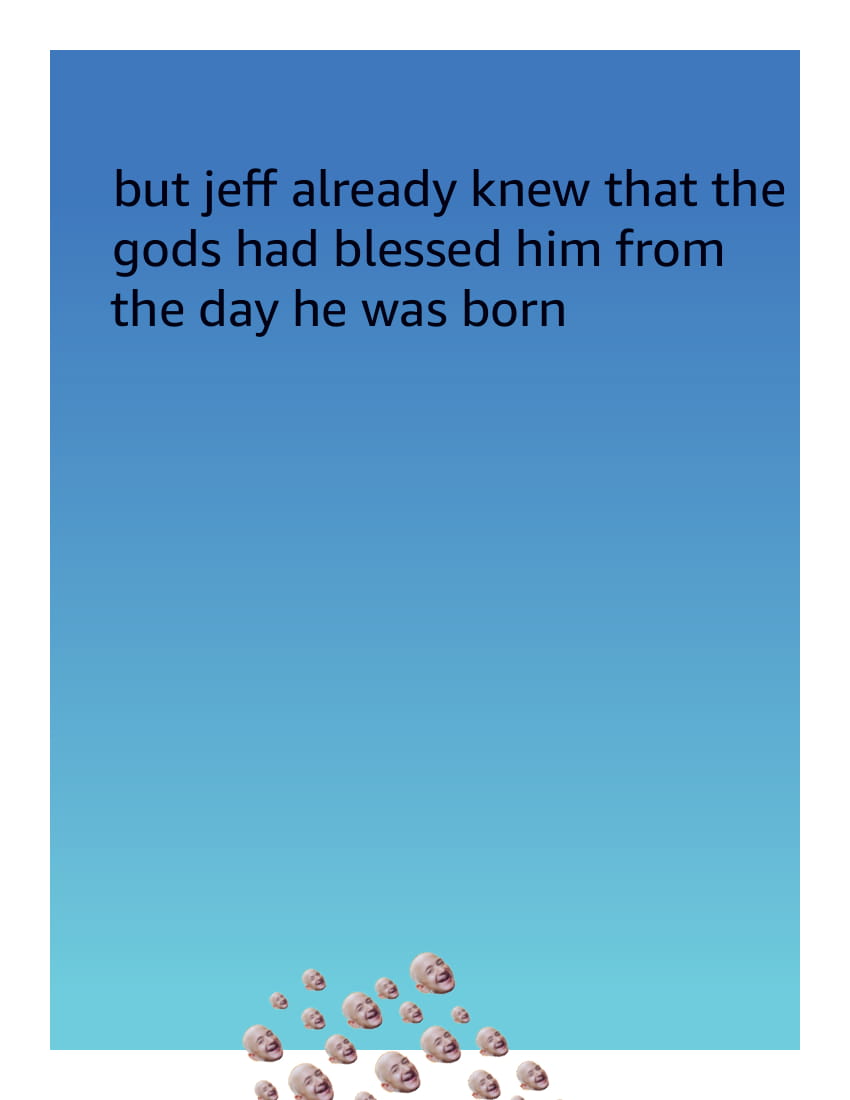 but jeff already knew that the
gods had blessed him from
the day he was born